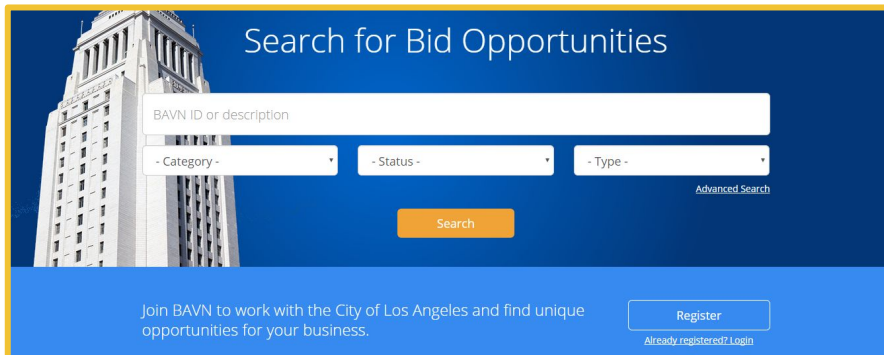 Search for Bid Opportunities
BAVN ID or description
- Category -
- Status -
- Type -
Advanced Search
Search
Join BAVN to work with the City of Los Angeles and find unique
opportunities for your business.
Register
Already registered? Login